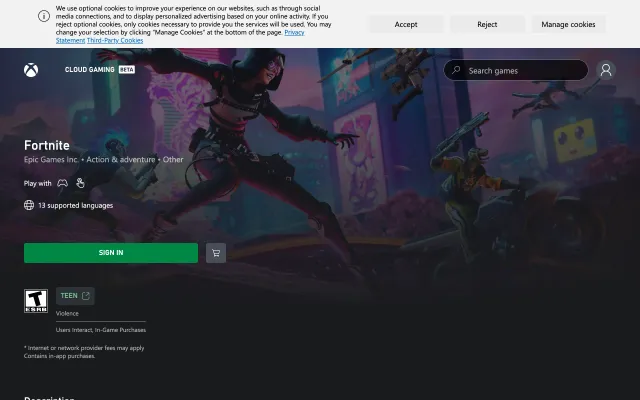 We use optional cookies to improve your experience on our websites, such as through social
media connections, and to display personalized advertising based on your online activity. If you
reject optional cookies, only cookies necessary to provide you the services will be used. You may
change your selection by clicking "Manage Cookies" at the bottom of the page. Privacy
Statement Third-Party Cookies
Accept
Reject
Manage cookies
CLOUD GAMING BETA
Search games
Fortnite
Epic Games Inc. • Action & adventure • Other
Play with
13 supported languages
SIGN IN
T
ESRB
TEEN
Violence
Users Interact, In-Game Purchases
* Internet or network provider fees may apply
Contains in-app purchases.
Description